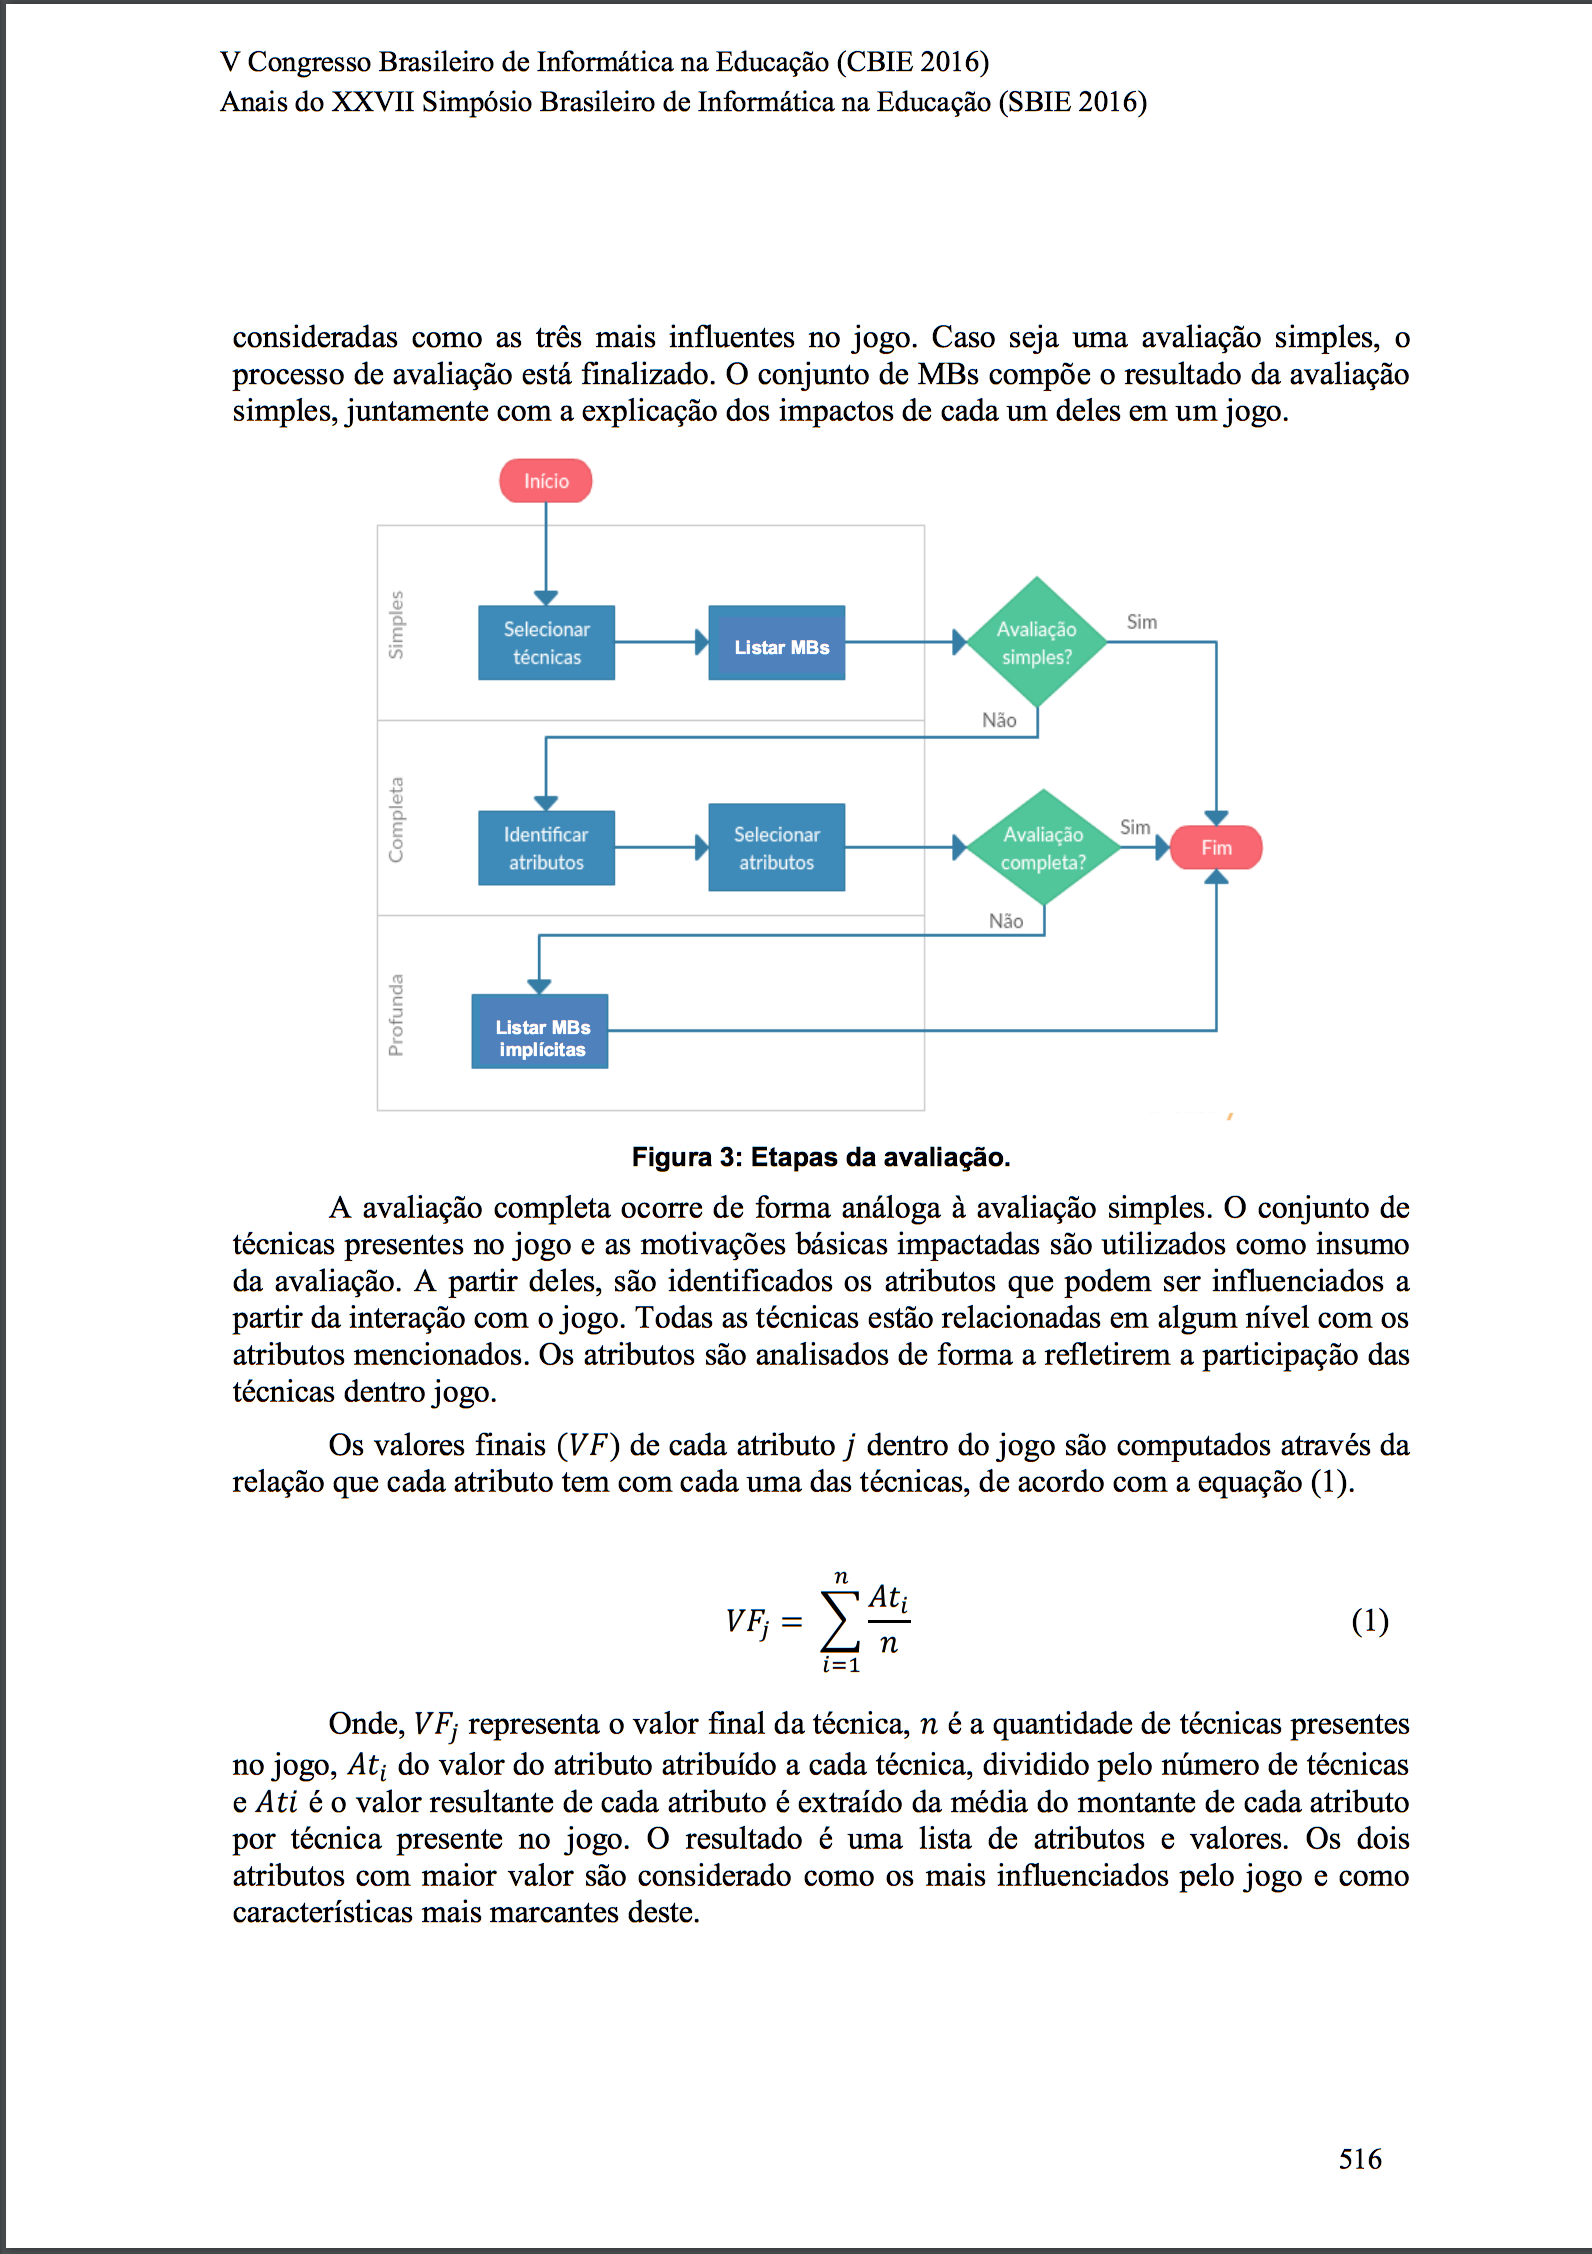 V Congresso Brasileiro de Informática na Educação (CBIE 2016)
Anais do XXVII Simpósio Brasileiro de Informática na Educação (SBIE 2016)
consideradas como as três mais influentes no jogo. Caso seja uma avaliação simples, o
processo de avaliação está finalizado. O conjunto de MBs compõe o resultado da avaliação
simples, juntamente com a explicação dos impactos de cada um deles em um jogo.
Início
Simples
Selecionar
técnicas
Listar MBs
Avaliação
simples?
Sim
Não
Completa
Identificar
atributos
Selecionar
atributos
Avaliação
completa?
Sim
Fim
Não
Profunda
Listar MBs
implícitas
Figura 3: Etapas da avaliação.
A avaliação completa ocorre de forma análoga à avaliação simples. O conjunto de
técnicas presentes no jogo e as motivações básicas impactadas são utilizados como insumo
da avaliação. A partir deles, são identificados os atributos que podem ser influenciados a
partir da interação com o jogo. Todas as técnicas estão relacionadas em algum nível com os
atributos mencionados. Os atributos são analisados de forma a refletirem a participação das
técnicas dentro jogo.
Os valores finais (VF) de cada atributo j dentro do jogo são computados através da
relação que cada atributo tem com cada uma das técnicas, de acordo com a equação (1).
VF_j = ∑_{i=1}^{n} At_i / n (1)
Onde, VF_j representa o valor final da técnica, n é a quantidade de técnicas presentes
no jogo, At_i do valor do atributo atribuído a cada técnica, dividido pelo número de técnicas
e Ati é o valor resultante de cada atributo é extraído da média do montante de cada atributo
por técnica presente no jogo. O resultado é uma lista de atributos e valores. Os dois
atributos com maior valor são considerado como os mais influenciados pelo jogo e como
características mais marcantes deste.
516